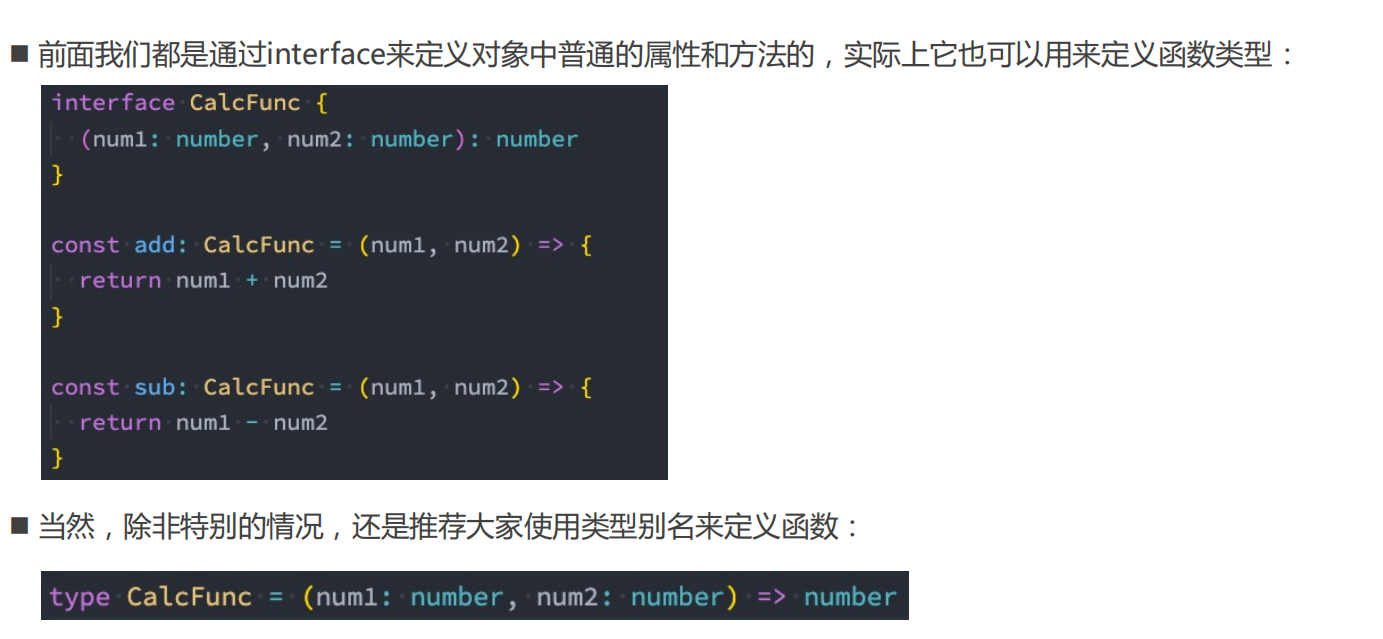 ■ 前面我们都是通过interface来定义对象中普通的属性和方法的，实际上它也可以用来定义函数类型：
interface CalcFunc {
  (num1: number, num2: number): number
}
const add: CalcFunc = (num1, num2) => {
  return num1 + num2
}
const sub: CalcFunc = (num1, num2) => {
  return num1 - num2
}
■ 当然，除非特别的情况，还是推荐大家使用类型别名来定义函数：
type CalcFunc = (num1: number, num2: number) => number